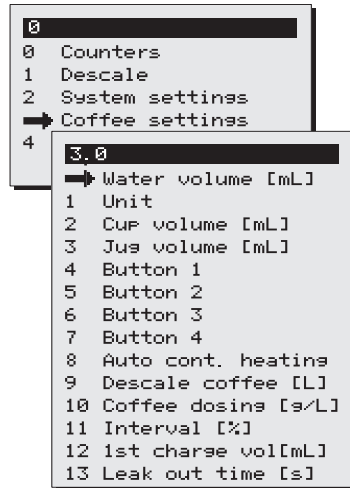 0
0 Counters
1 Descale
2 System settings
Coffee settings
4
3.0
Water volume [mL]
1 Unit
2 Cup volume [mL]
3 Jug volume [mL]
4 Button 1
5 Button 2
6 Button 3
7 Button 4
8 Auto cont. heating
9 Descale coffee [L]
10 Coffee dosing [g/L]
11 Interval [%]
12 1st charge vol[mL]
13 Leak out time [s]